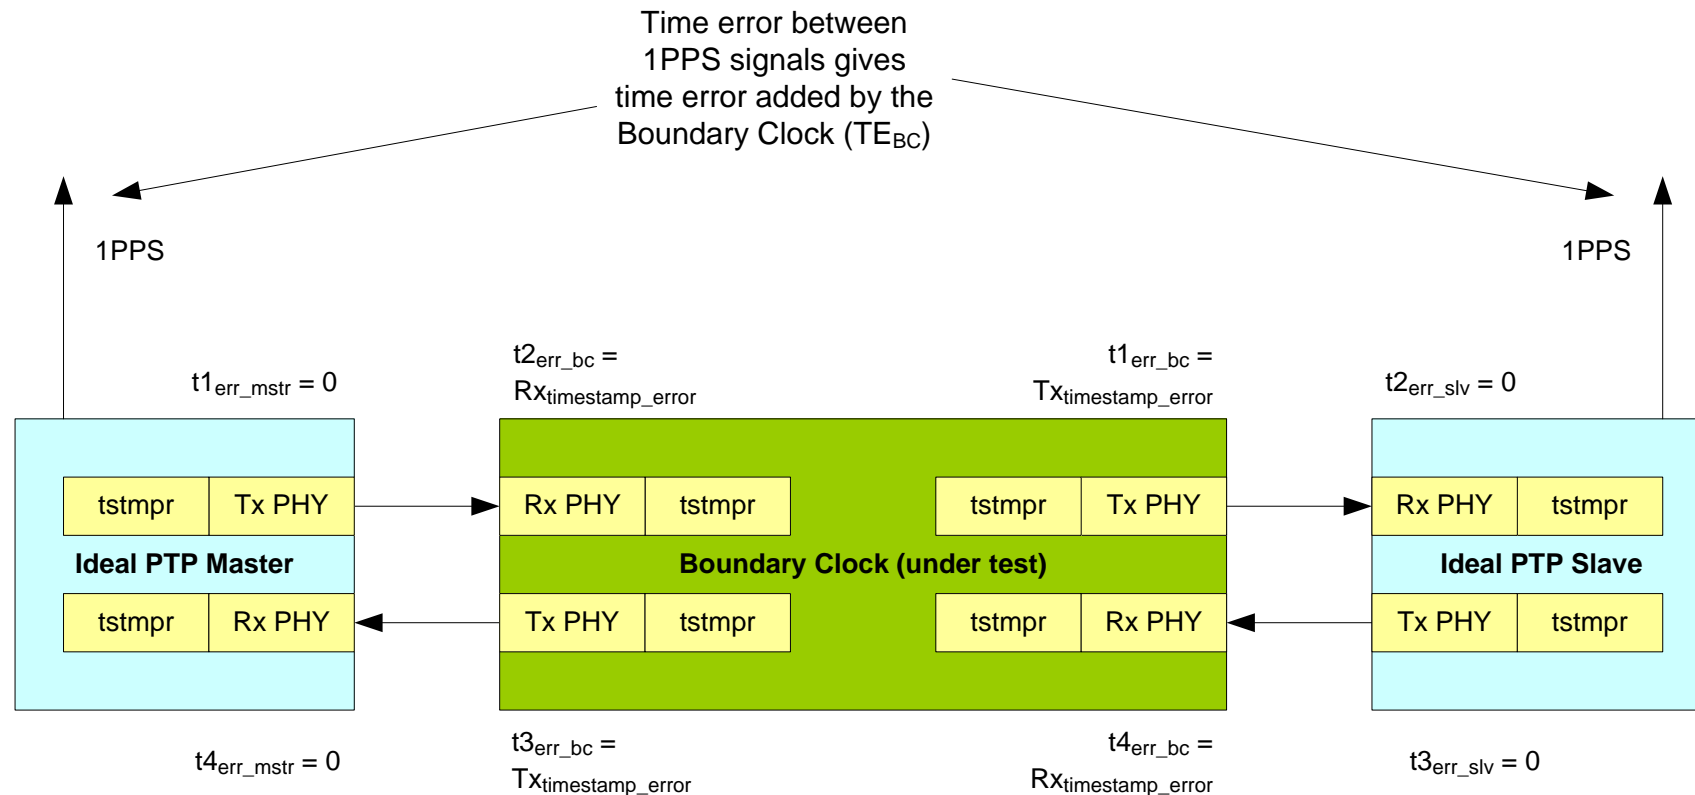 Time error between
1PPS signals gives
time error added by the
Boundary Clock (TEBC)
1PPS
1PPS
t1err_mstr = 0
t2err_bc =
Rxtimestamp_error
t1err_bc =
Txtimestamp_error
t2err_slv = 0
tstmpr Tx PHY
Rx PHY tstmpr
tstmpr Tx PHY
Rx PHY tstmpr
Ideal PTP Master
Boundary Clock (under test)
Ideal PTP Slave
tstmpr Rx PHY
Tx PHY tstmpr
tstmpr Rx PHY
Tx PHY tstmpr
t4err_mstr = 0
t3err_bc =
Txtimestamp_error
t4err_bc =
Rxtimestamp_error
t3err_slv = 0